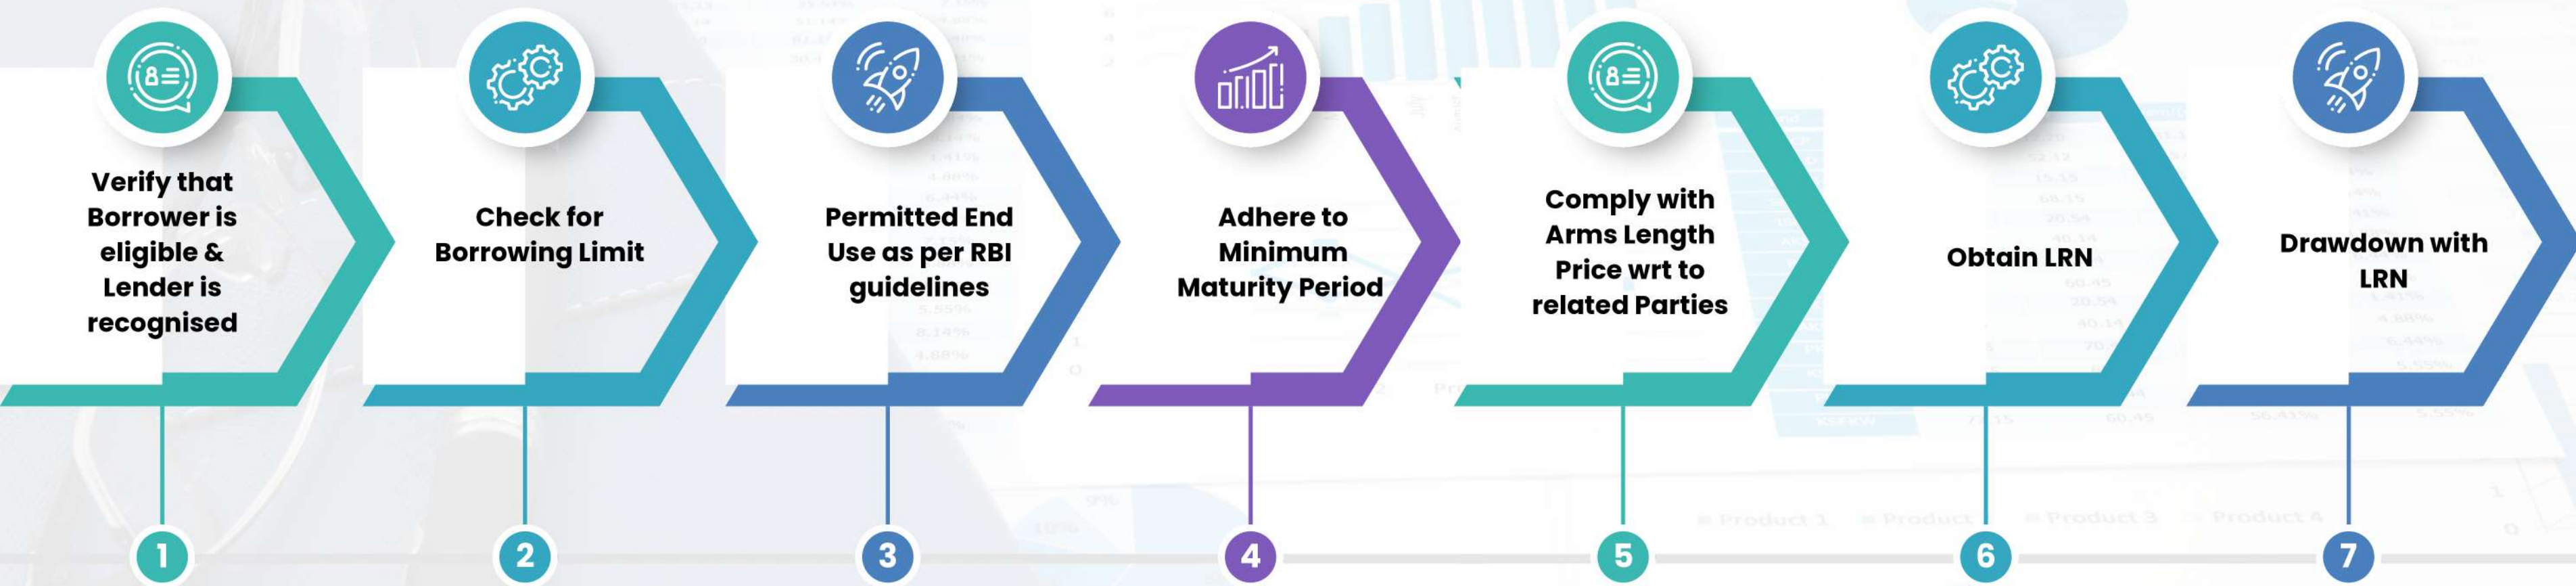 Verify that
Borrower is
eligible &
Lender is
recognised
1
Check for
Borrowing Limit
2
Permitted End
Use as per RBI
guidelines
3
Adhere to
Minimum
Maturity Period
4
Comply with
Arms Length
Price wrt to
related Parties
5
Obtain LRN
6
Drawdown with
LRN
7